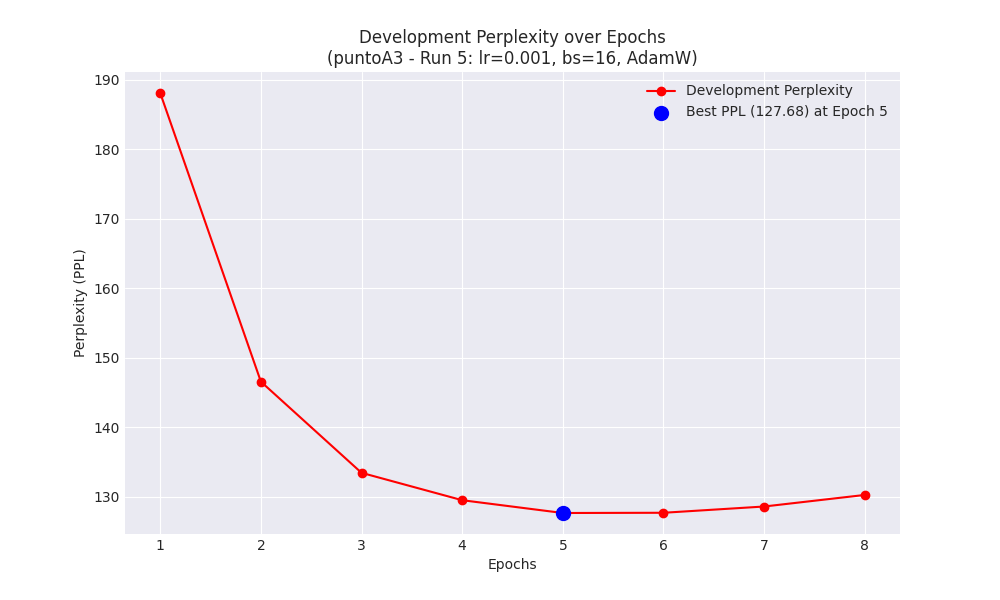 Development Perplexity over Epochs
(puntoA3 - Run 5: lr=0.001, bs=16, AdamW)
Development Perplexity
Best PPL (127.68) at Epoch 5
Perplexity (PPL)
190
180
170
160
150
140
130
1 2 3 4 5 6 7 8
Epochs